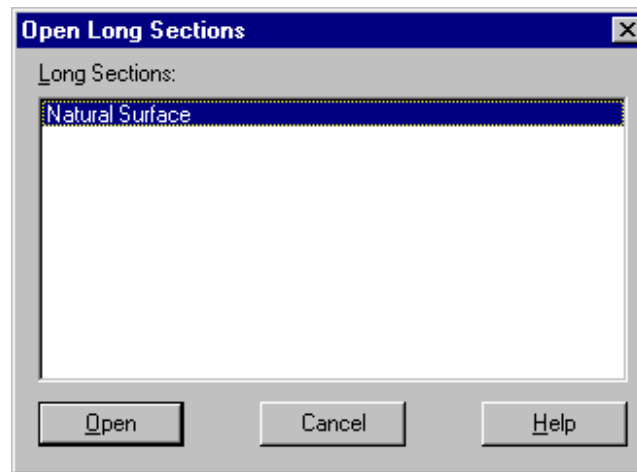 Open Long Sections
Long Sections:
Natural Surface
Open
Cancel
Help